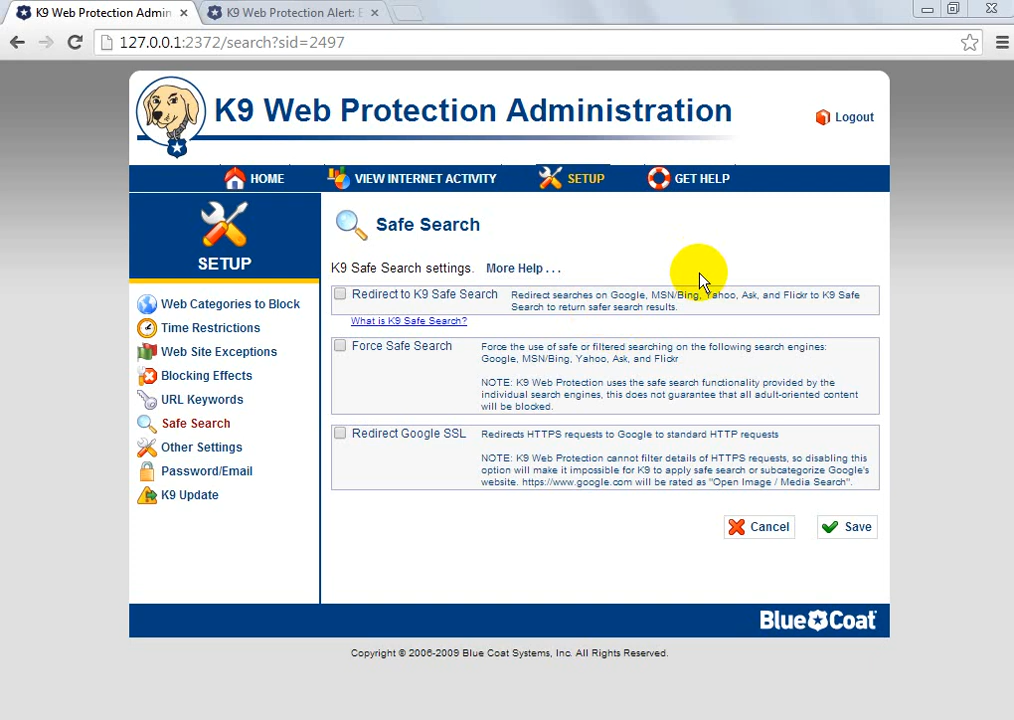 K9 Web Protection Admin
K9 Web Protection Alert: E
127.0.0.1:2372/search?sid=2497
K9 Web Protection Administration
Logout
HOME
VIEW INTERNET ACTIVITY
SETUP
GET HELP
SETUP
Web Categories to Block
Time Restrictions
Web Site Exceptions
Blocking Effects
URL Keywords
Safe Search
Other Settings
Password/Email
K9 Update
Safe Search
K9 Safe Search settings. More Help . . .
Redirect to K9 Safe Search
Redirect searches on Google, MSN/Bing, Yahoo, Ask, and Flickr to K9 Safe
Search to return safer search results.
What is K9 Safe Search?
Force Safe Search
Force the use of safe or filtered searching on the following search engines:
Google, MSN/Bing, Yahoo, Ask, and Flickr
NOTE: K9 Web Protection uses the safe search functionality provided by the
individual search engines, this does not guarantee that all adult-oriented content
will be blocked.
Redirect Google SSL
Redirects HTTPS requests to Google to standard HTTP requests
NOTE: K9 Web Protection cannot filter details of HTTPS requests, so disabling this
option will make it impossible for K9 to apply safe search or subcategorize Google's
website. https://www.google.com will be rated as "Open Image / Media Search".
Cancel
Save
Blue Coat
Copyright © 2006-2009 Blue Coat Systems, Inc. All Rights Reserved.